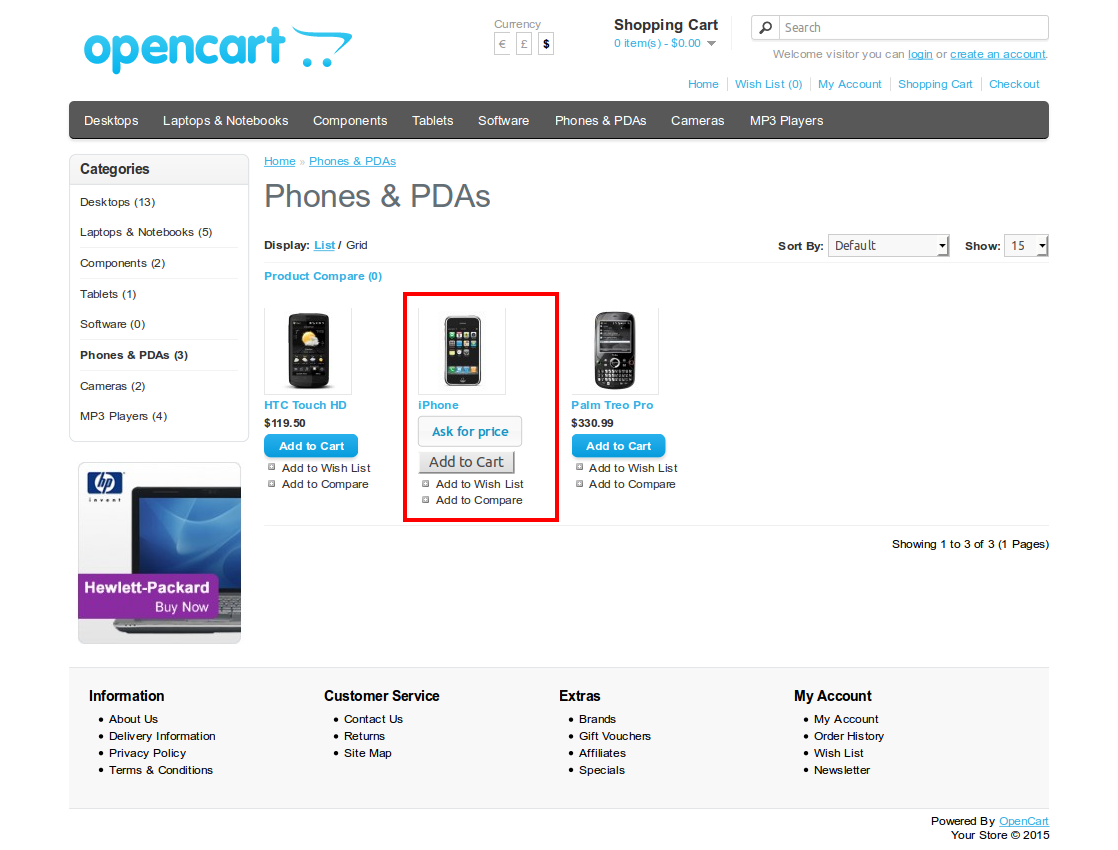 opencart
Currency
€ £ $
Shopping Cart
0 item(s) - $0.00
Search
Welcome visitor you can login or create an account.
Home Wish List (0) My Account Shopping Cart Checkout
Desktops Laptops & Notebooks Components Tablets Software Phones & PDAs Cameras MP3 Players
Categories
Desktops (13)
Laptops & Notebooks (5)
Components (2)
Tablets (1)
Software (0)
Phones & PDAs (3)
Cameras (2)
MP3 Players (4)
hp
invent
Hewlett-Packard
Buy Now
Home » Phones & PDAs
Phones & PDAs
Display: List / Grid
Sort By: Default Show: 15
Product Compare (0)
HTC Touch HD
$119.50
Add to Cart
Add to Wish List
Add to Compare
iPhone
Ask for price
Add to Cart
Add to Wish List
Add to Compare
Palm Treo Pro
$330.99
Add to Cart
Add to Wish List
Add to Compare
Showing 1 to 3 of 3 (1 Pages)
Information
About Us
Delivery Information
Privacy Policy
Terms & Conditions
Customer Service
Contact Us
Returns
Site Map
Extras
Brands
Gift Vouchers
Affiliates
Specials
My Account
My Account
Order History
Wish List
Newsletter
Powered By OpenCart
Your Store © 2015